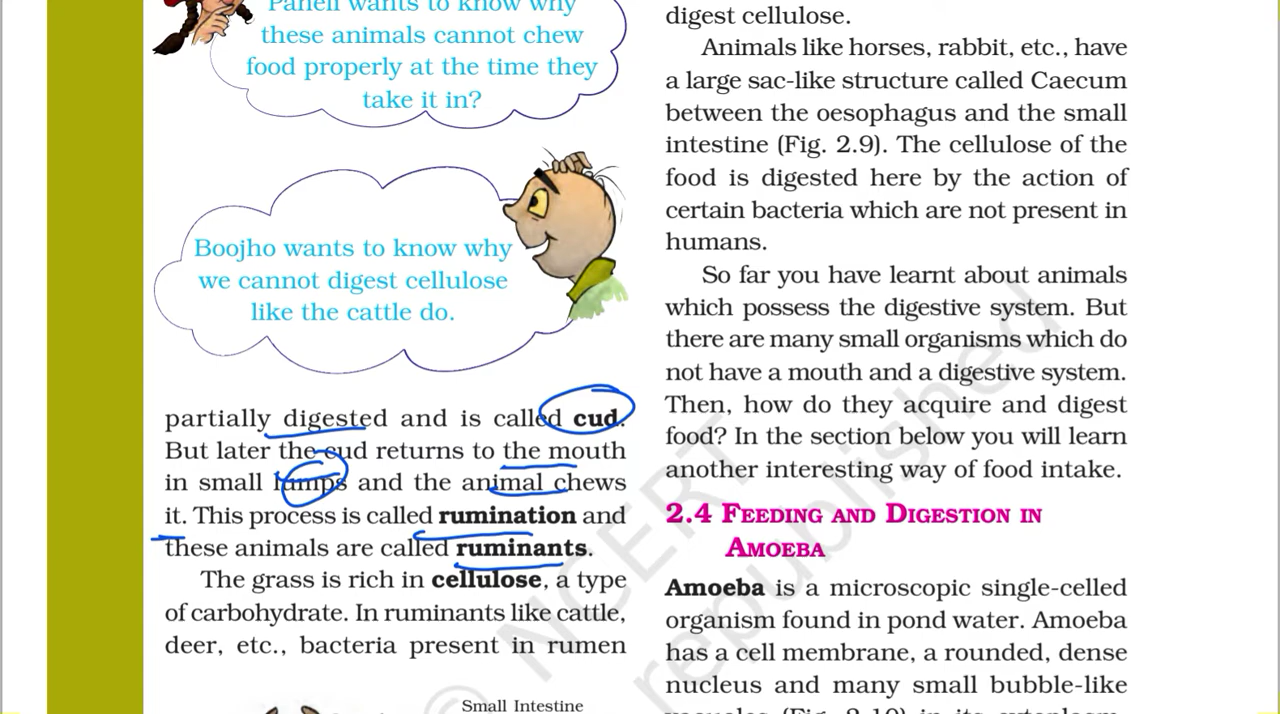 Paheli wants to know why
these animals cannot chew
food properly at the time they
take it in?
Boojho wants to know why
we cannot digest cellulose
like the cattle do.
partially digested and is called cud.
But later the cud returns to the mouth
in small lumps and the animal chews
it. This process is called rumination and
these animals are called ruminants.
The grass is rich in cellulose, a type
of carbohydrate. In ruminants like cattle,
deer, etc., bacteria present in rumen
Small Intestine
digest cellulose.
Animals like horses, rabbit, etc., have
a large sac-like structure called Caecum
between the oesophagus and the small
intestine (Fig. 2.9). The cellulose of the
food is digested here by the action of
certain bacteria which are not present in
humans.
So far you have learnt about animals
which possess the digestive system. But
there are many small organisms which do
not have a mouth and a digestive system.
Then, how do they acquire and digest
food? In the section below you will learn
another interesting way of food intake.
2.4 FEEDING AND DIGESTION IN
AMOEBA
Amoeba is a microscopic single-celled
organism found in pond water. Amoeba
has a cell membrane, a rounded, dense
nucleus and many small bubble-like
vacuoles (Fig. 2.10) in its cytoplasm.
© NCERT
republished